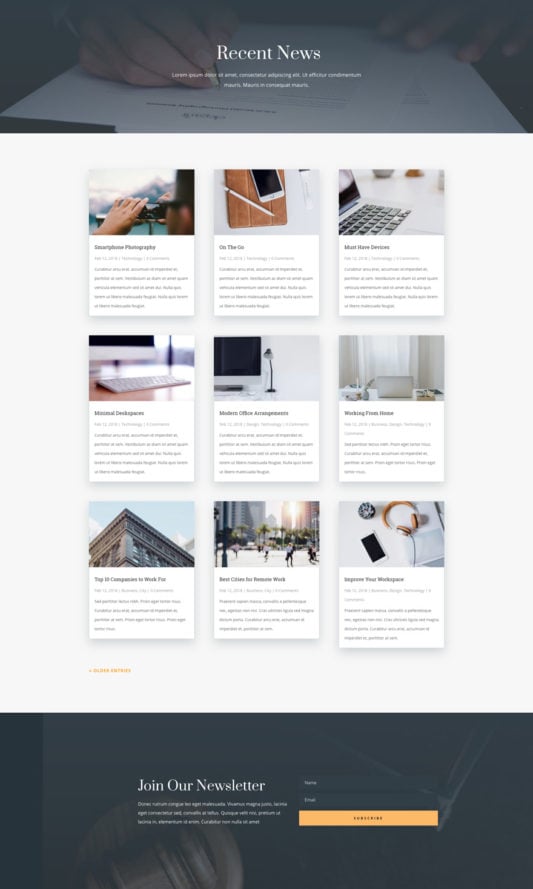 Recent News
Lorem ipsum dolor sit amet, consectetur adipiscing elit. Ut efficitur condimentum
mauris. Mauris in consequat mauris.
Smartphone Photography
Feb 12, 2018 | Technology | 0 Comments
Curabitur arcu erat, accumsan id imperdiet et,
porttitor at sem. Vestibulum ac diam sit amet quam
vehicula elementum sed sit amet dui. Nulla quis
lorem ut libero malesuada feugiat. Nulla quis lorem
ut libero malesuada feugiat.
On The Go
Feb 12, 2018 | Technology | 0 Comments
Curabitur arcu erat, accumsan id imperdiet et,
porttitor at sem. Vestibulum ac diam sit amet quam
vehicula elementum sed sit amet dui. Nulla quis
lorem ut libero malesuada feugiat. Nulla quis lorem
ut libero malesuada feugiat.
Must Have Devices
Feb 12, 2018 | Technology | 0 Comments
Curabitur arcu erat, accumsan id imperdiet et,
porttitor at sem. Vestibulum ac diam sit amet quam
vehicula elementum sed sit amet dui. Nulla quis
lorem ut libero malesuada feugiat. Nulla quis lorem
ut libero malesuada feugiat.
Minimal Deskspaces
Feb 12, 2018 | Technology | 0 Comments
Curabitur arcu erat, accumsan id imperdiet et,
porttitor at sem. Vestibulum ac diam sit amet quam
vehicula elementum sed sit amet dui. Nulla quis
lorem ut libero malesuada feugiat. Nulla quis lorem
ut libero malesuada feugiat.
Modern Office Arrangements
Feb 12, 2018 | Design, Technology | 0 Comments
Curabitur arcu erat, accumsan id imperdiet et,
porttitor at sem. Vestibulum ac diam sit amet quam
vehicula elementum sed sit amet dui. Nulla quis
lorem ut libero malesuada feugiat. Nulla quis lorem
ut libero malesuada feugiat.
Working From Home
Feb 12, 2018 | Business, Design, Technology | 0
Comments
Sed porttitor lectus nibh. Proin eget tortor risus.
Curabitur arcu erat, accumsan id imperdiet et,
porttitor at sem. Proin eget tortor risus. Proin eget
tortor risus.
Top 10 Companies to Work For
Feb 12, 2018 | Business, City | 0 Comments
Sed porttitor lectus nibh. Proin eget tortor risus.
Curabitur arcu erat, accumsan id imperdiet et,
porttitor at sem. Proin eget tortor risus. Proin eget
tortor risus.
Best Cities for Remote Work
Feb 12, 2018 | Business, City | 0 Comments
Praesent sapien massa, convallis a pellentesque
nec, egestas non nisi. Cras ultricies ligula sed magna
dictum porta. Curabitur arcu erat, accumsan id
imperdiet et, porttitor at sem.
Improve Your Workspace
Feb 12, 2018 | Business, Design, Technology | 0
Comments
Praesent sapien massa, convallis a pellentesque
nec, egestas non nisi. Cras ultricies ligula sed magna
dictum porta. Curabitur arcu erat, accumsan id
imperdiet et, porttitor at sem.
« OLDER ENTRIES
Join Our Newsletter
Donec rutrum congue leo eget malesuada. Vivamus magna justo, lacinia
eget consectetur sed, convallis at tellus. Quisque velit nisi, pretium ut
lacinia in, elementum id enim. Curabitur non nulla sit amet
Name
Email
SUBSCRIBE